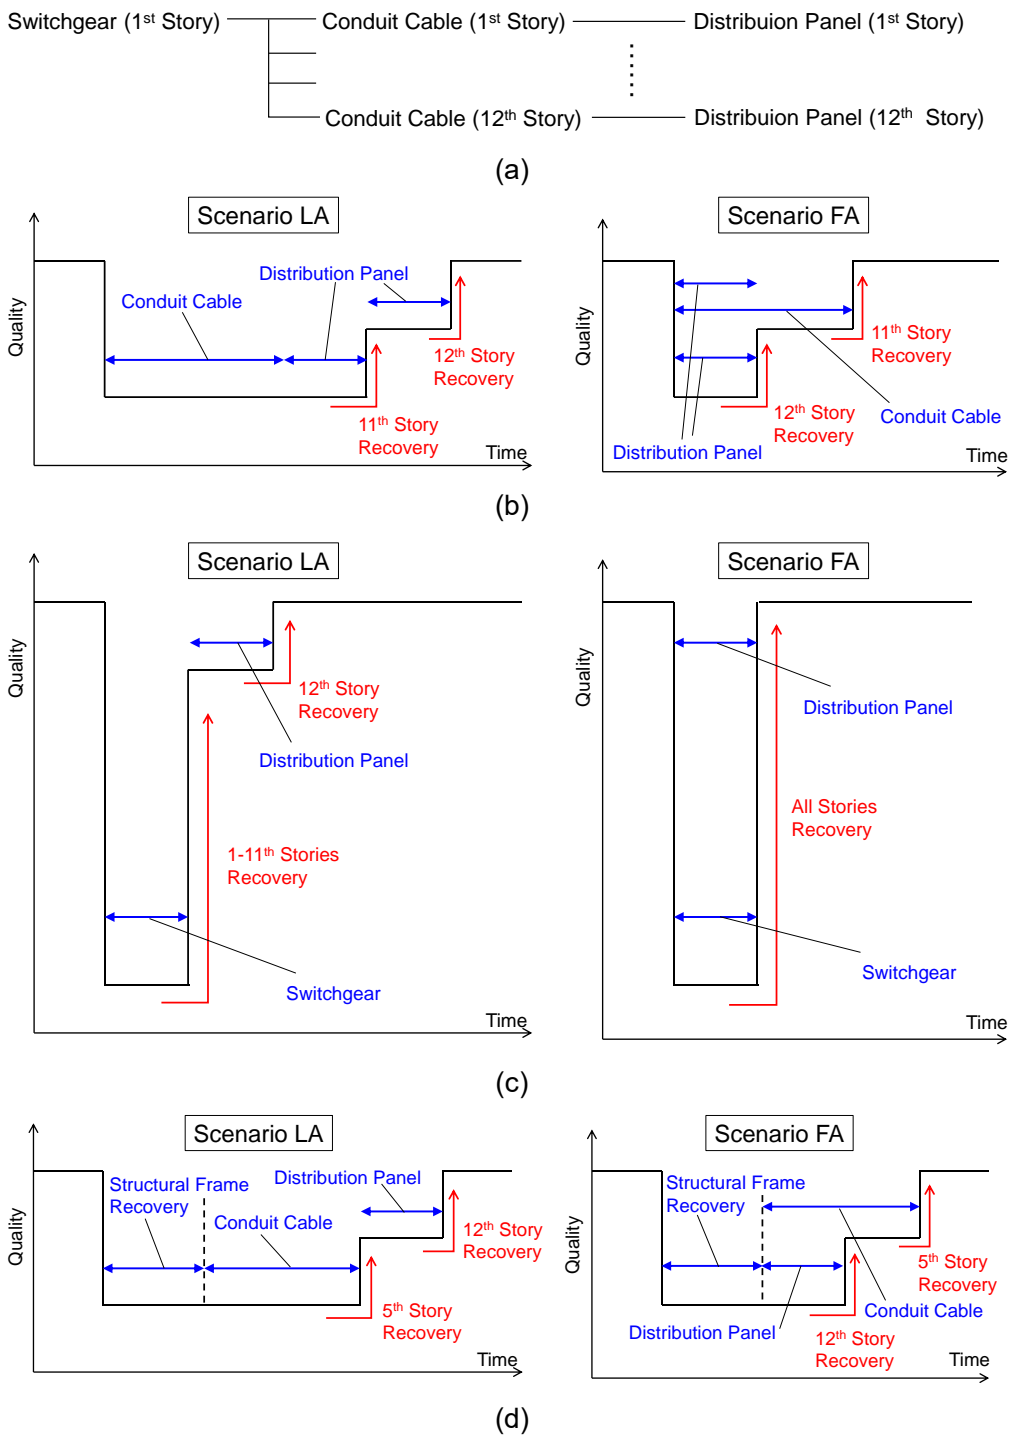 Switchgear (1st Story) Conduit Cable (1st Story) Distribuion Panel (1st Story)
Conduit Cable (12th Story) Distribuion Panel (12th Story)
(a)
Scenario LA
Quality
Conduit Cable
Distribution Panel
12th Story
Recovery
11th Story
Recovery
Time
Scenario FA
Quality
11th Story
Recovery
12th Story
Recovery
Conduit Cable
Distribution Panel
Time
(b)
Scenario LA
Quality
12th Story
Recovery
Distribution Panel
1-11th Stories
Recovery
Switchgear
Time
Scenario FA
Quality
Distribution Panel
All Stories
Recovery
Switchgear
Time
(c)
Scenario LA
Quality
Structural Frame
Recovery
Distribution Panel
Conduit Cable
12th Story
Recovery
5th Story
Recovery
Time
Scenario FA
Quality
Structural Frame
Recovery
5th Story
Recovery
Conduit Cable
Distribution Panel
12th Story
Recovery
Time
(d)